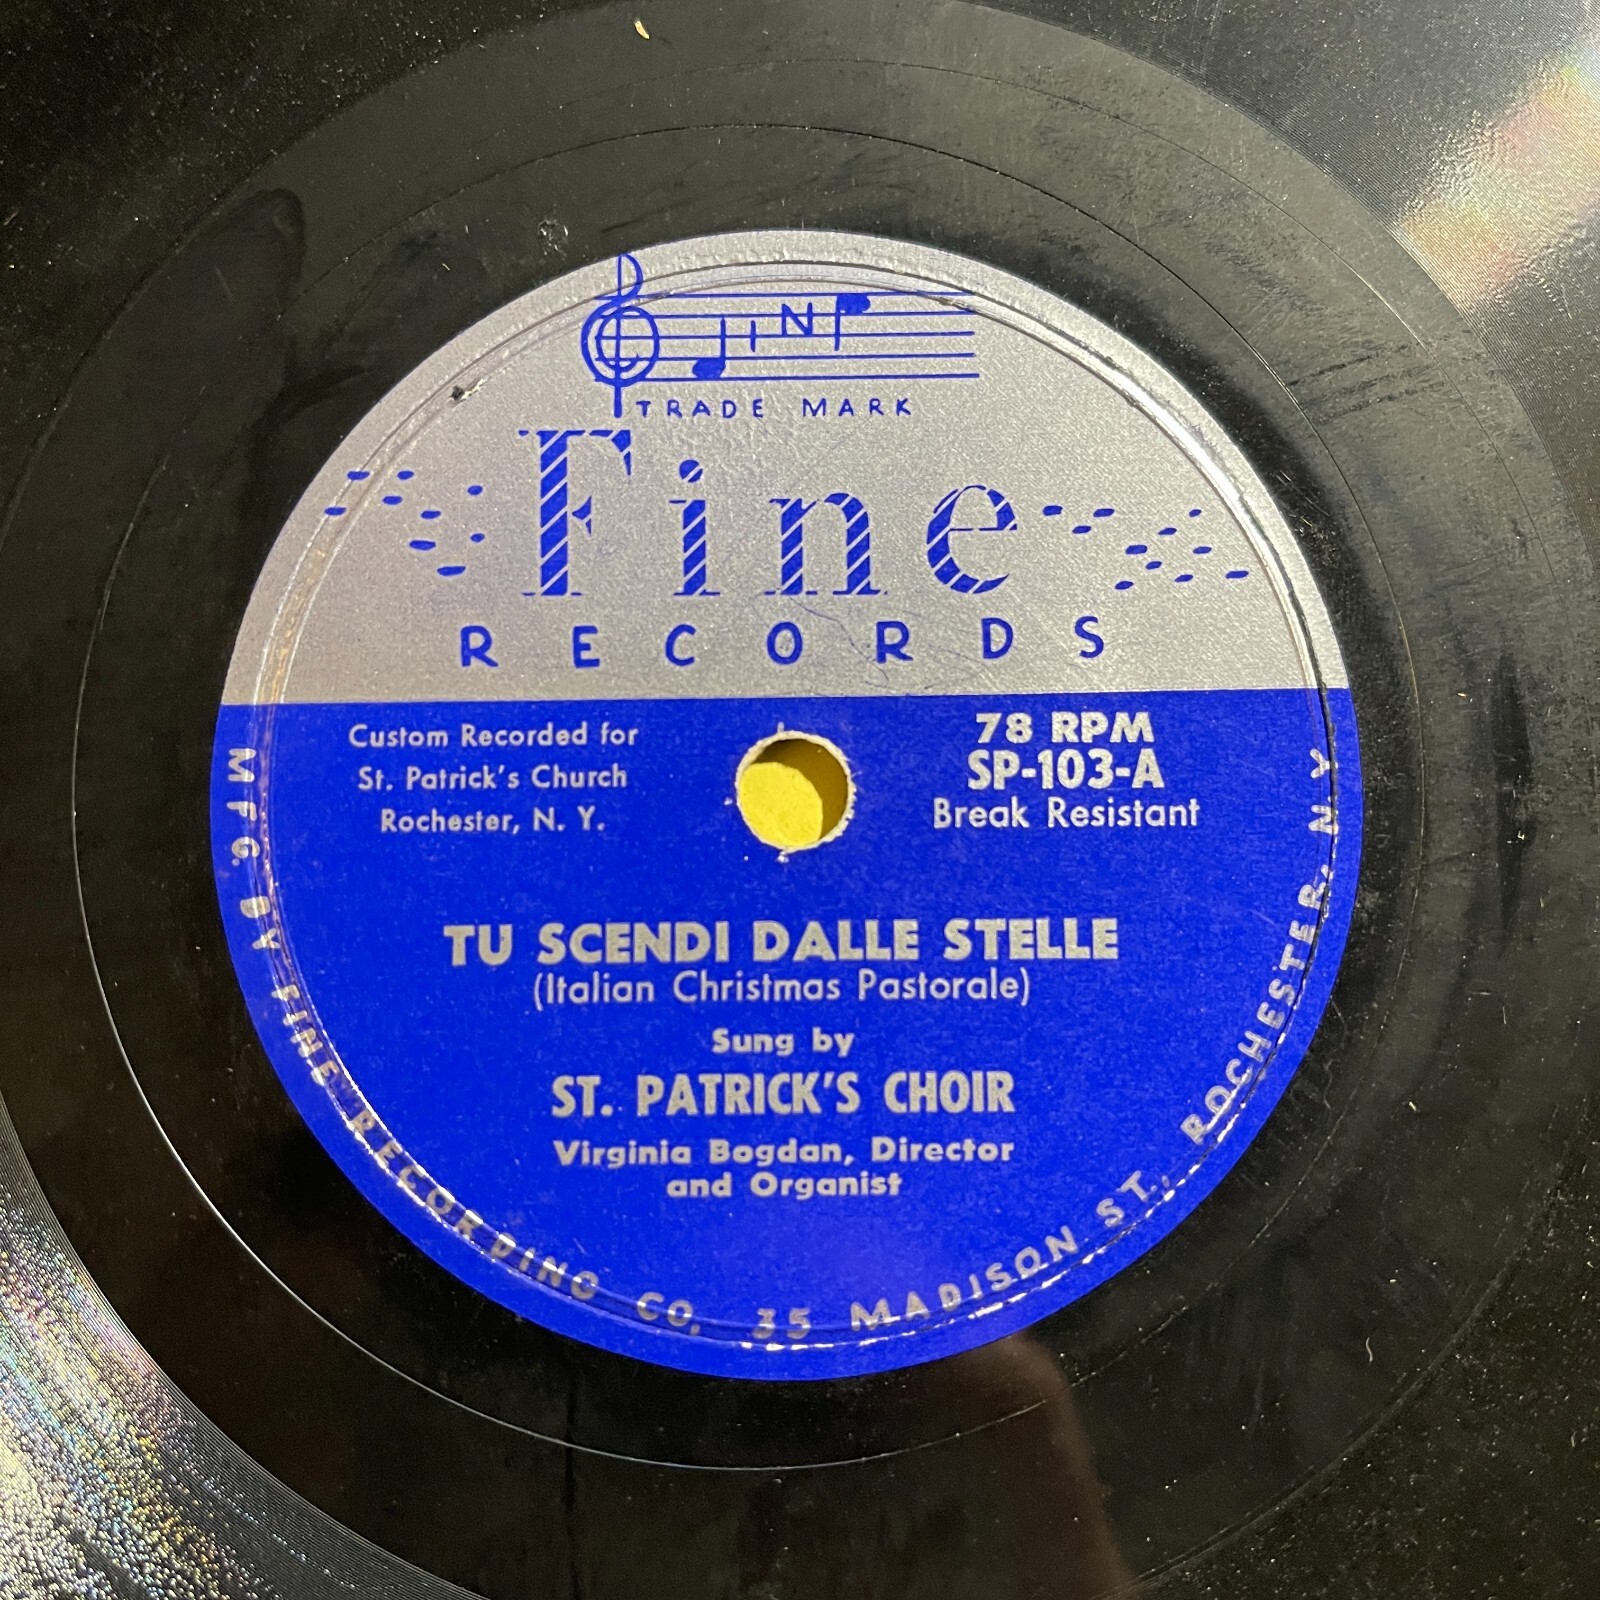 FINE
TRADE MARK
Fine
RECORDS
Custom Recorded for
St. Patrick's Church
Rochester, N. Y.
78 RPM
SP-103-A
Break Resistant
TU SCENDI DALLE STELLE
(Italian Christmas Pastorale)
Sung by
ST. PATRICK'S CHOIR
Virginia Bogdan, Director
and Organist
MFG. BY FINE RECORDING CO. 35 MADISON ST., ROCHESTER, N.Y.